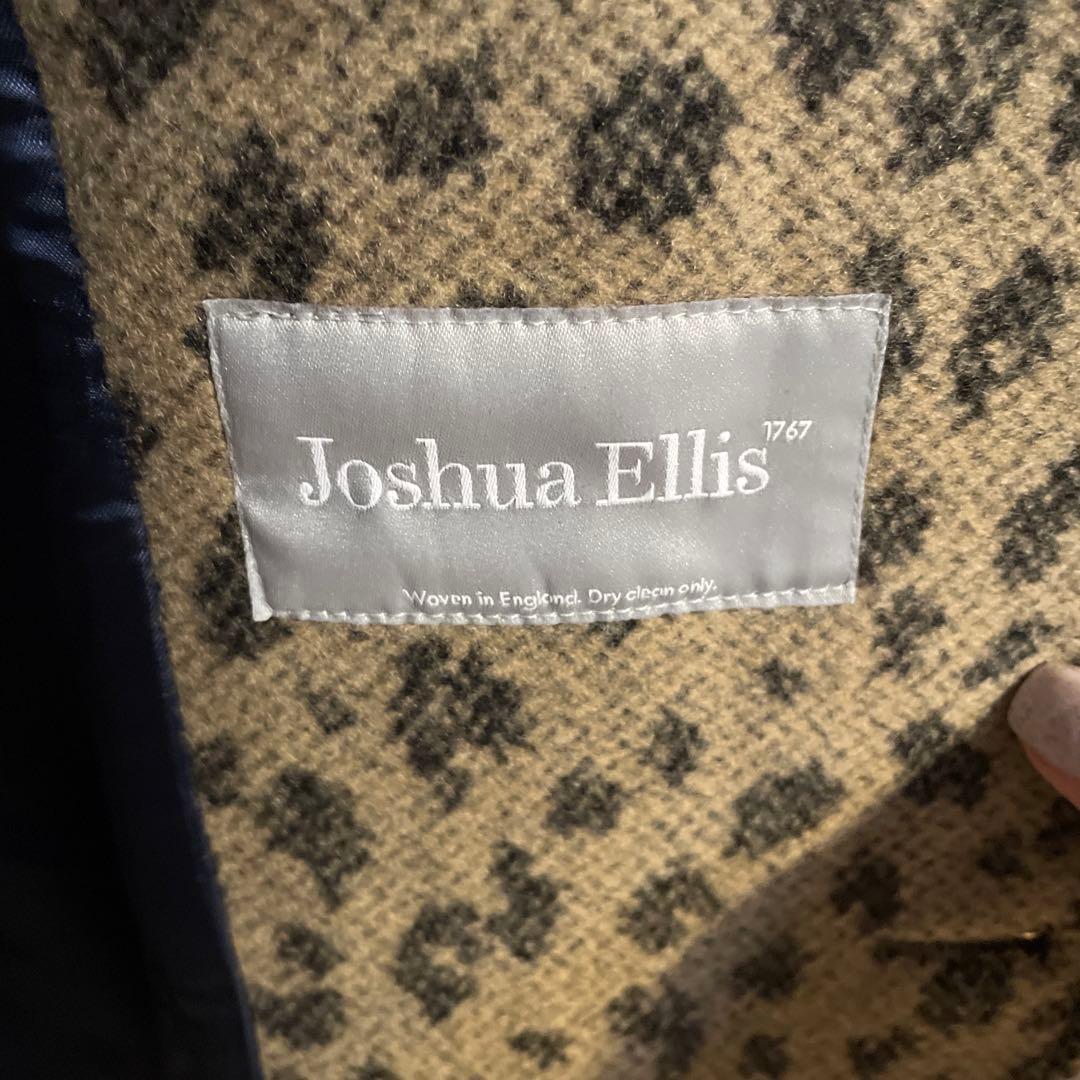 Joshua Ellis 1767
Woven in England. Dry clean only.